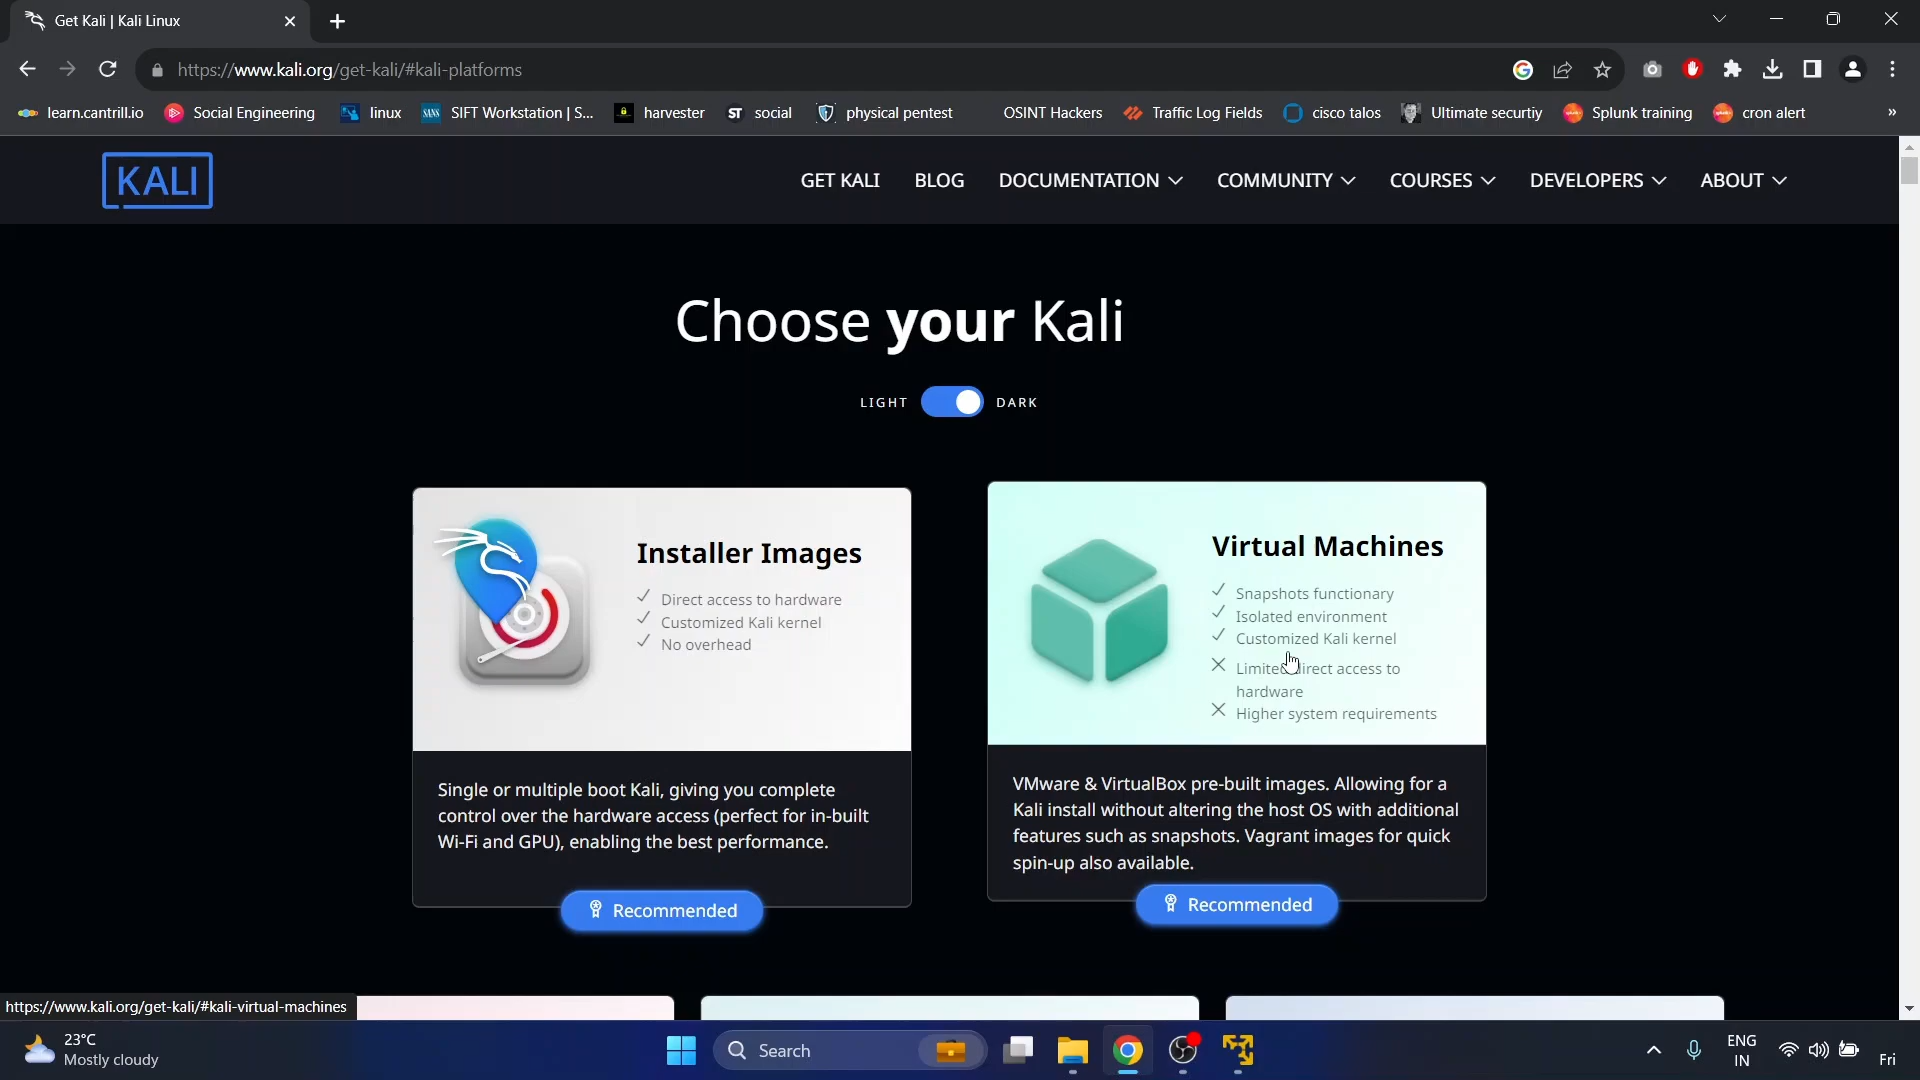 Get Kali | Kali Linux
https://www.kali.org/get-kali/#kali-platforms
learn.cantrill.io Social Engineering linux SANS SIFT Workstation | S... harvester ST social physical pentest OSINT Hackers Traffic Log Fields cisco talos Ultimate securtiy Splunk training cron alert »
KALI GET KALI BLOG DOCUMENTATION COMMUNITY COURSES DEVELOPERS ABOUT
Choose your Kali
LIGHT DARK
Installer Images
Direct access to hardware
Customized Kali kernel
No overhead
Single or multiple boot Kali, giving you complete
control over the hardware access (perfect for in-built
Wi-Fi and GPU), enabling the best performance.
Recommended
Virtual Machines
Snapshots functionary
Isolated environment
Customized Kali kernel
Limited direct access to
hardware
Higher system requirements
VMware & VirtualBox pre-built images. Allowing for a
Kali install without altering the host OS with additional
features such as snapshots. Vagrant images for quick
spin-up also available.
Recommended
https://www.kali.org/get-kali/#kali-virtual-machines
23°C
Mostly cloudy
Search
ENG
IN
Fri